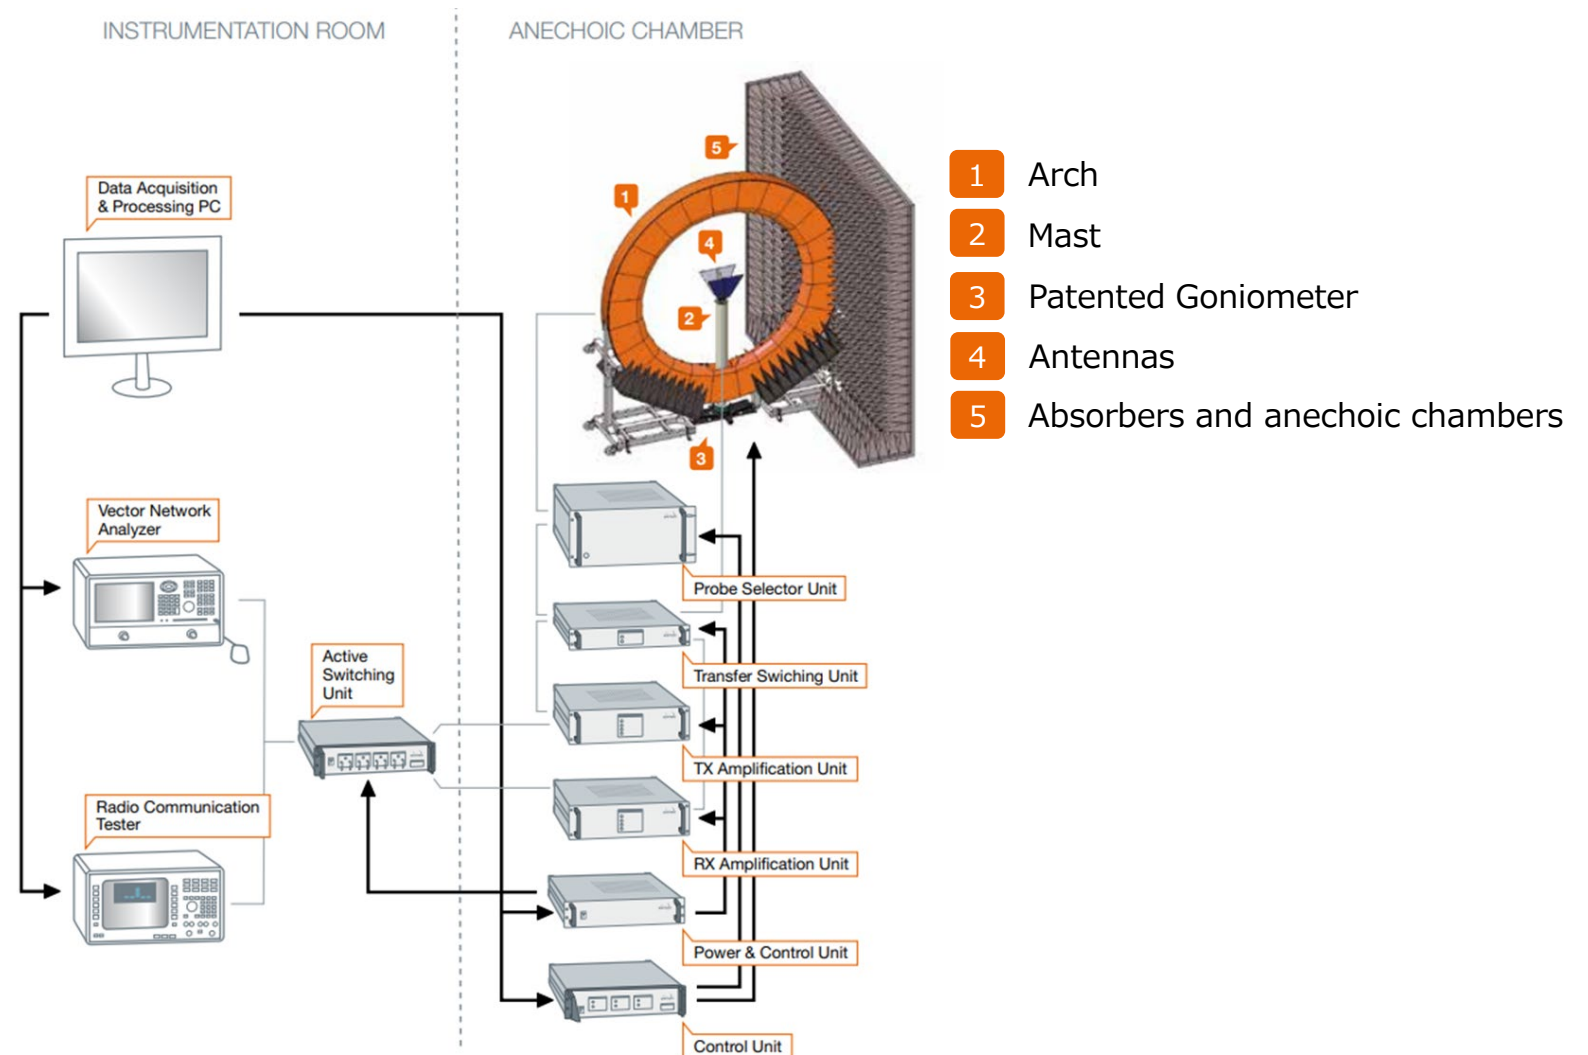 INSTRUMENTATION ROOM
ANECHOIC CHAMBER
Data Acquisition
& Processing PC
Vector Network
Analyzer
Radio Communication
Tester
Active
Switching
Unit
5
1
4
2
3
Probe Selector Unit
Transfer Swiching Unit
TX Amplification Unit
RX Amplification Unit
Power & Control Unit
Control Unit
1 Arch
2 Mast
3 Patented Goniometer
4 Antennas
5 Absorbers and anechoic chambers